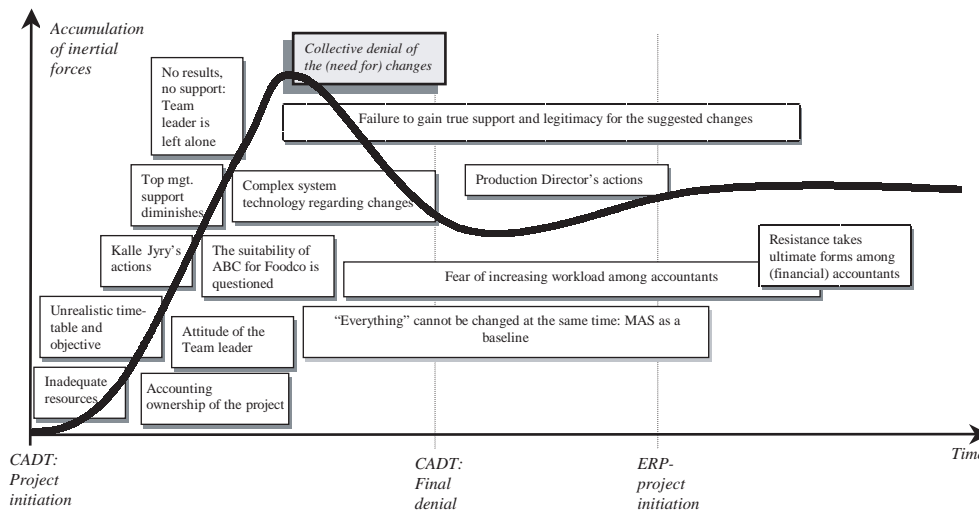 Accumulation
of inertial
forces
Collective denial of
the (need for) changes
No results,
no support:
Team
leader is
left alone
Failure to gain true support and legitimacy for the suggested changes
Top mgt.
support
diminishes
Complex system
technology regarding changes
Production Director’s actions
Kalle Jyry’s
actions
The suitability of
ABC for Foodco is
questioned
Fear of increasing workload among accountants
Resistance takes
ultimate forms among
(financial) accountants
Unrealistic time-
table and
objective
Attitude of the
Team leader
“Everything” cannot be changed at the same time: MAS as a
baseline
Inadequate
resources
Accounting
ownership of the project
Time
CADT:
Project
initiation
CADT:
Final
denial
ERP-
project
initiation